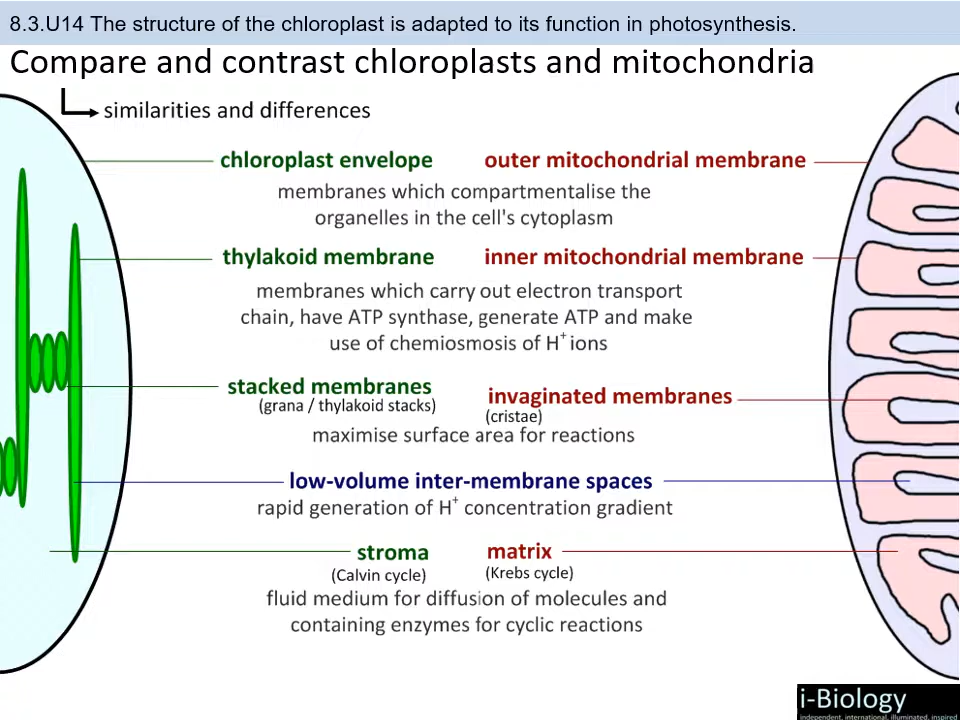 8.3.U14 The structure of the chloroplast is adapted to its function in photosynthesis.
Compare and contrast chloroplasts and mitochondria
similarities and differences
chloroplast envelope
outer mitochondrial membrane
membranes which compartmentalise the
organelles in the cell's cytoplasm
thylakoid membrane
inner mitochondrial membrane
membranes which carry out electron transport
chain, have ATP synthase, generate ATP and make
use of chemiosmosis of H⁺ ions
stacked membranes
(grana / thylakoid stacks)
invaginated membranes
(cristae)
maximise surface area for reactions
low-volume inter-membrane spaces
rapid generation of H⁺ concentration gradient
stroma
(Calvin cycle)
matrix
(Krebs cycle)
fluid medium for diffusion of molecules and
containing enzymes for cyclic reactions
i-Biology
independent, international, illuminated, inspired